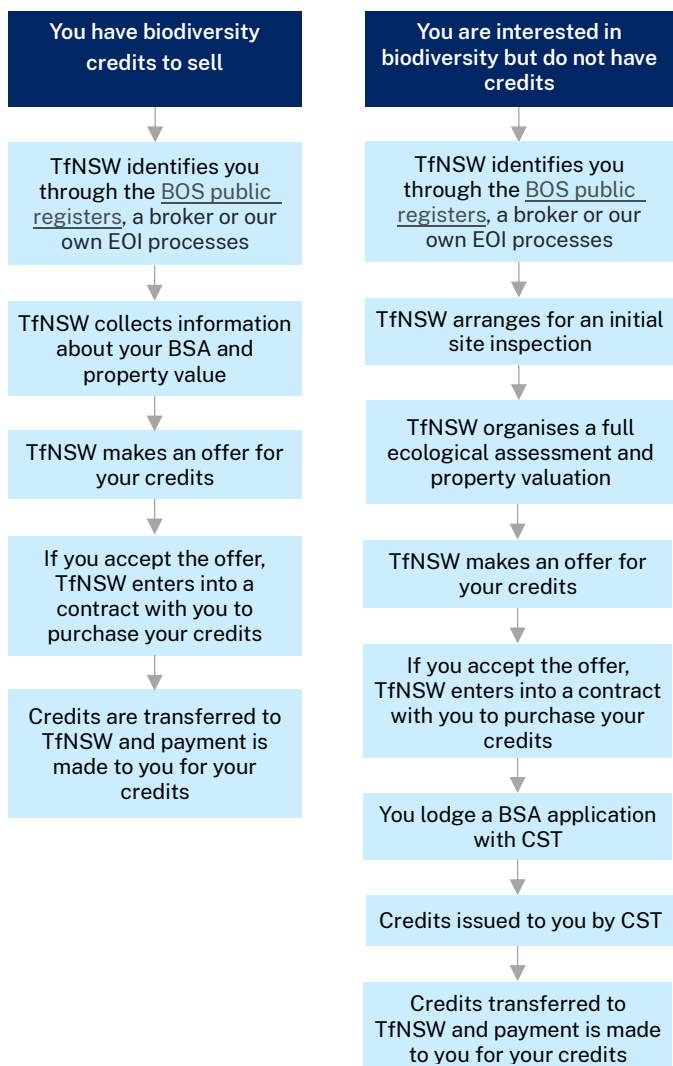 You have biodiversity
credits to sell
TfNSW identifies you
through the BOS public
registers, a broker or our
own EOI processes
TfNSW collects information
about your BSA and
property value
TfNSW makes an offer for
your credits
If you accept the offer,
TfNSW enters into a
contract with you to
purchase your credits
Credits are transferred to
TfNSW and payment is
made to you for your
credits
You are interested in
biodiversity but do not have
credits
TfNSW identifies you
through the BOS public
registers, a broker or our
own EOI processes
TfNSW arranges for an initial
site inspection
TfNSW organises a full
ecological assessment and
property valuation
TfNSW makes an offer for
your credits
If you accept the offer,
TfNSW enters into a contract
with you to purchase your
credits
You lodge a BSA application
with CST
Credits issued to you by CST
Credits transferred to
TfNSW and payment is made
to you for your credits